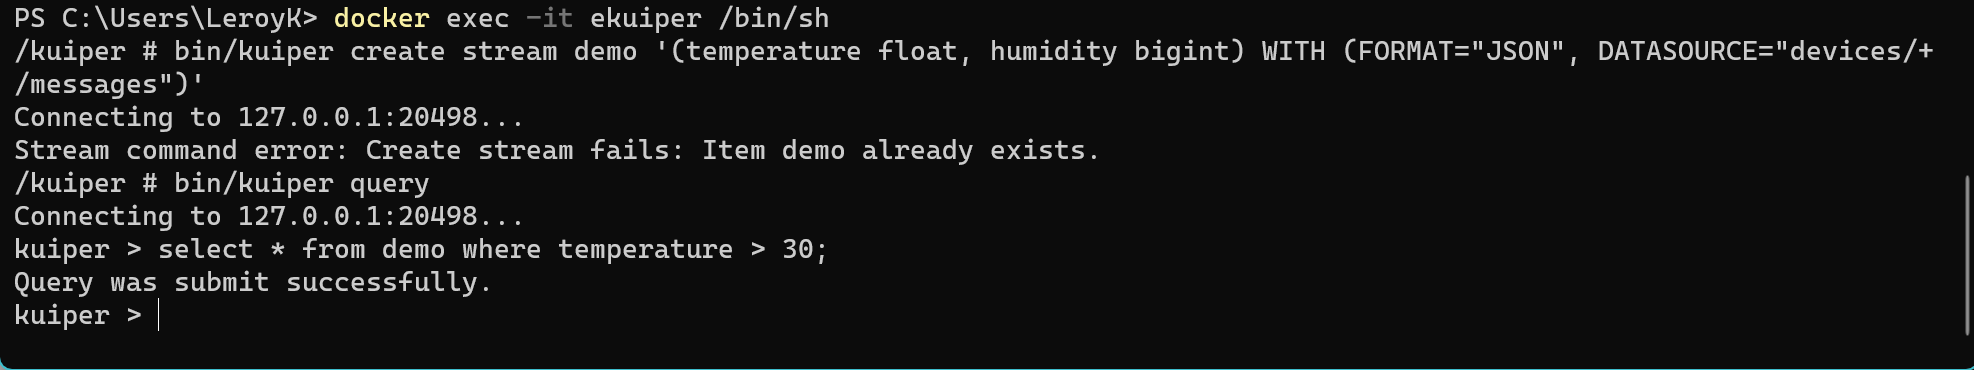 PS C:\Users\LeroyK> docker exec -it ekuiper /bin/sh
/kuiper # bin/kuiper create stream demo '(temperature float, humidity bigint) WITH (FORMAT="JSON", DATASOURCE="devices/+
/messages")'
Connecting to 127.0.0.1:20498...
Stream command error: Create stream fails: Item demo already exists.
/kuiper # bin/kuiper query
Connecting to 127.0.0.1:20498...
kuiper > select * from demo where temperature > 30;
Query was submit successfully.
kuiper >